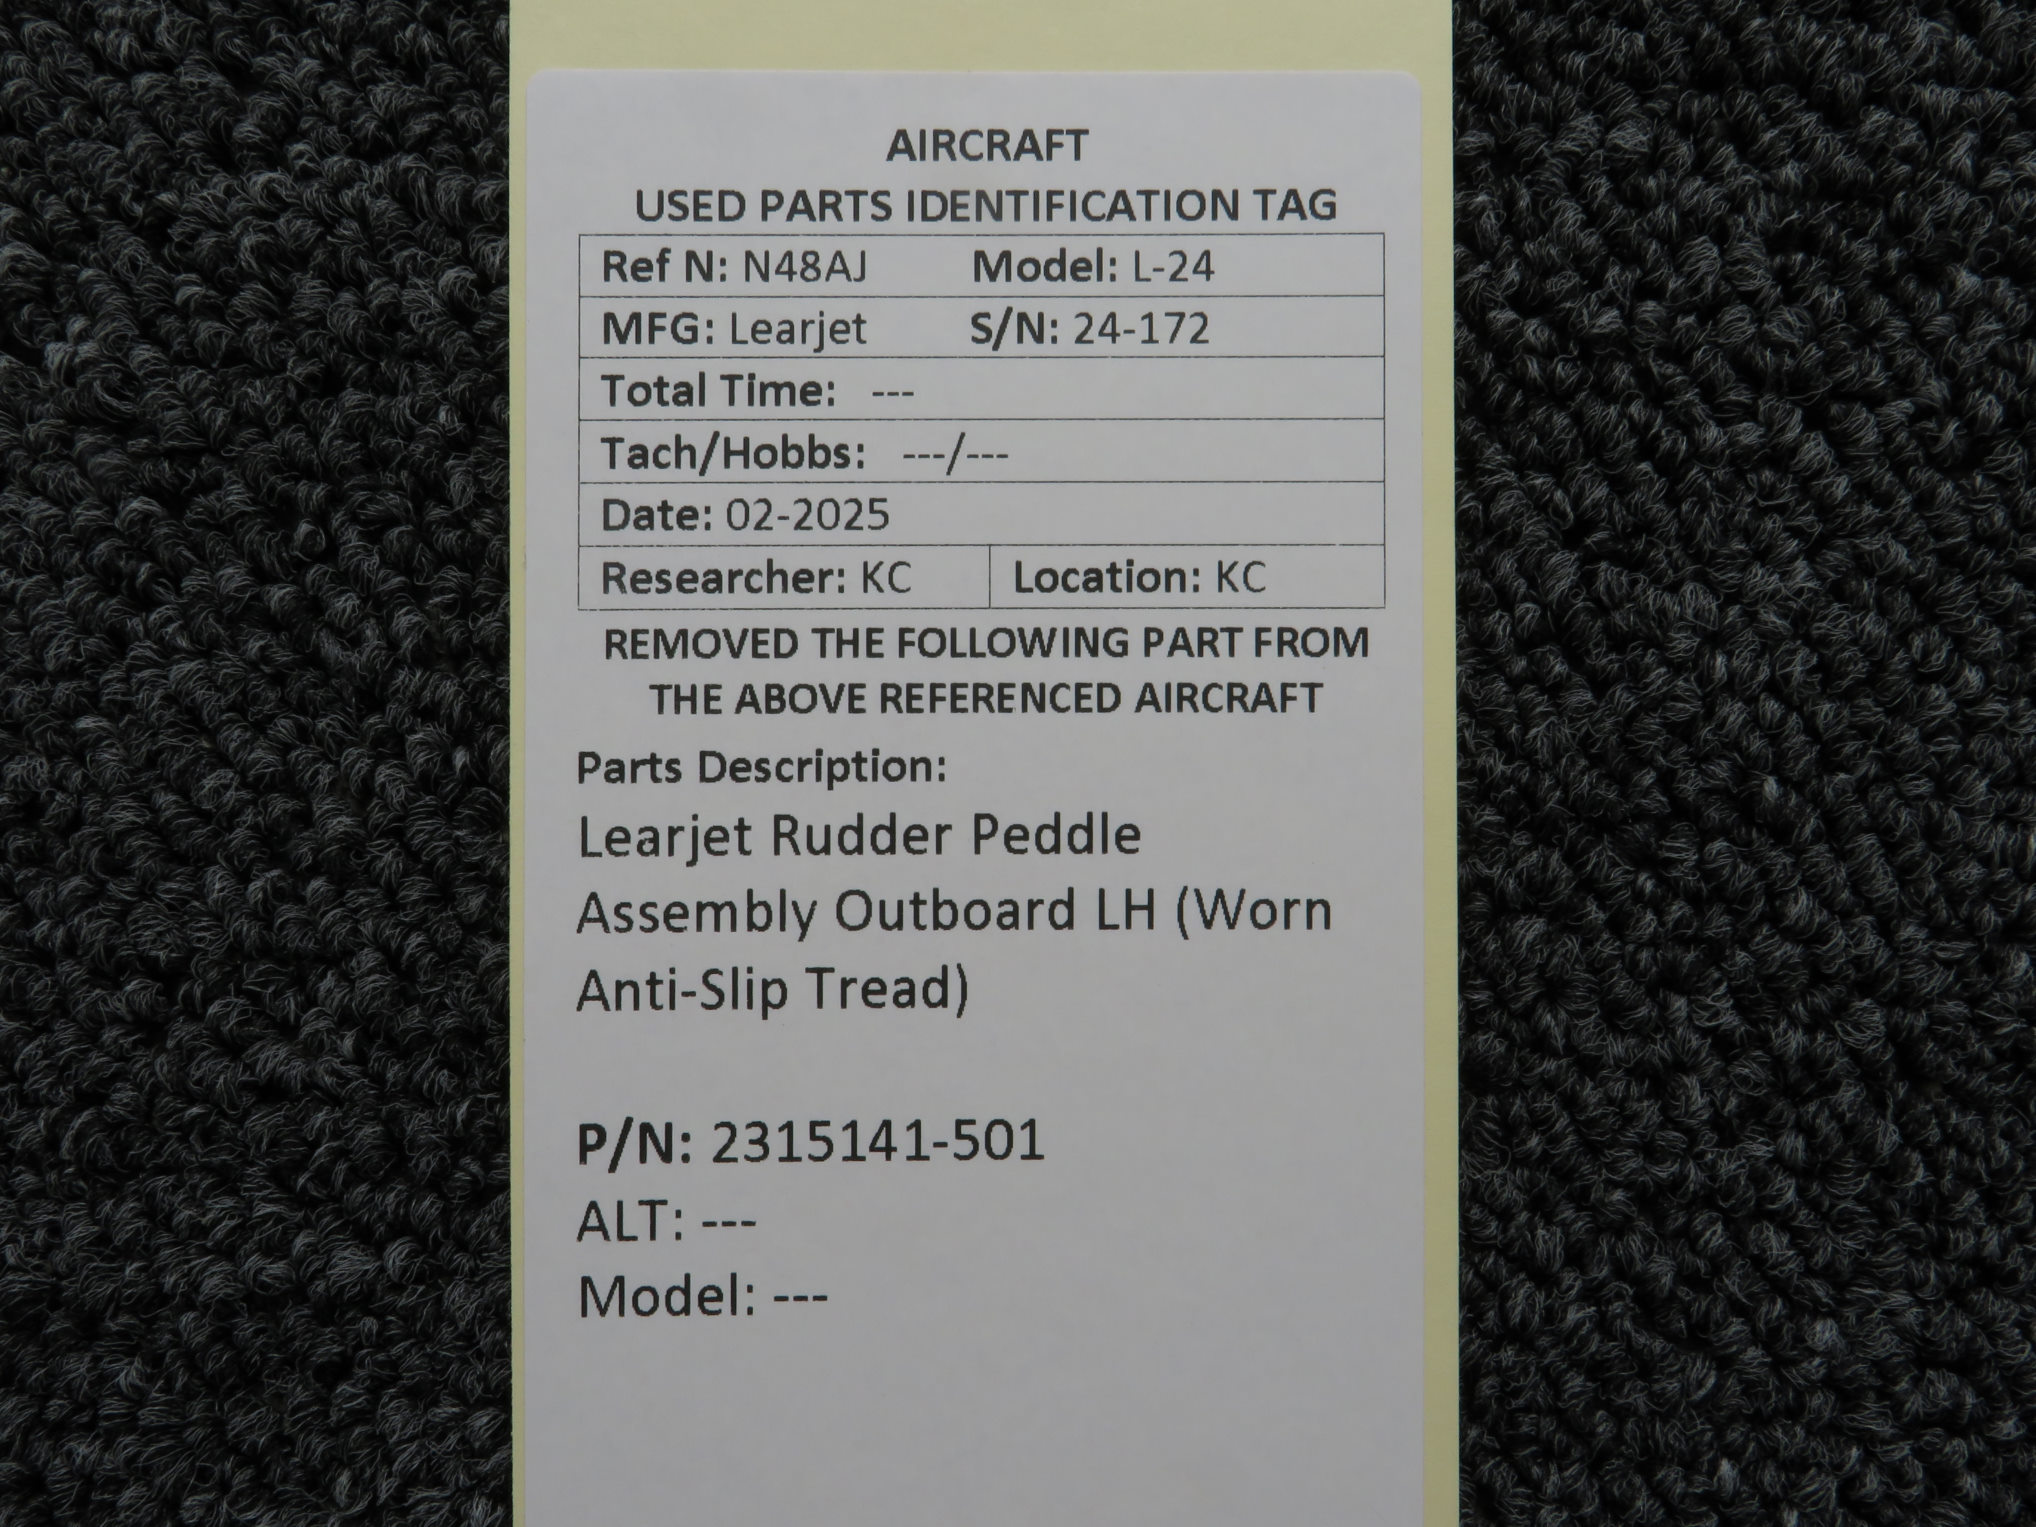 AIRCRAFT
USED PARTS IDENTIFICATION TAG
Ref N: N48AJ Model: L-24
MFG: Learjet S/N: 24-172
Total Time: ---
Tach/Hobbs: ---/---
Date: 02-2025
Researcher: KC Location: KC
REMOVED THE FOLLOWING PART FROM
THE ABOVE REFERENCED AIRCRAFT
Parts Description:
Learjet Rudder Peddle
Assembly Outboard LH (Worn
Anti-Slip Tread)
P/N: 2315141-501
ALT: ---
Model: ---